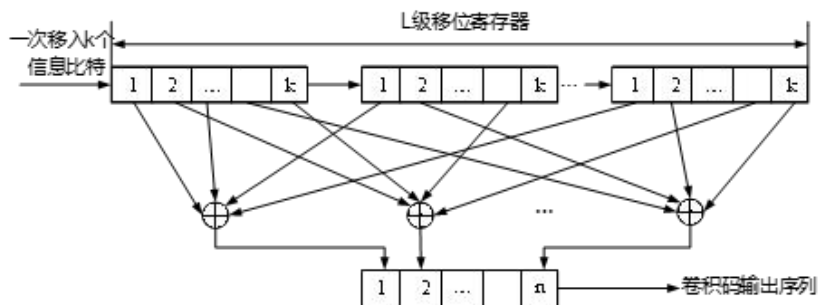 L级移位寄存器
一次移入k个
信息比特
1 2 ... k 1 2 ... k ... 1 2 ... k
...
1 2 ... n
卷积码输出序列